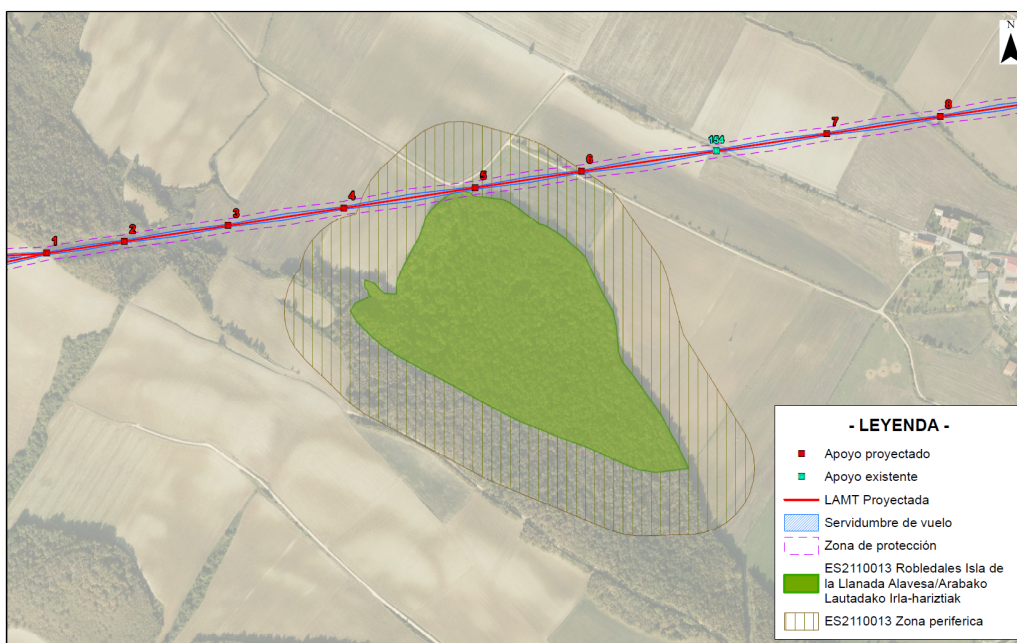 N
8
7
154
6
5
4
3
2
1
- LEYENDA -
Apoyo proyectado
Apoyo existente
LAMT Proyectada
Servidumbre de vuelo
Zona de protección
ES2110013 Robledales Isla de
la Llanada Alavesa/Arabako
Lautadako Irla-hariztiak
ES2110013 Zona periferica